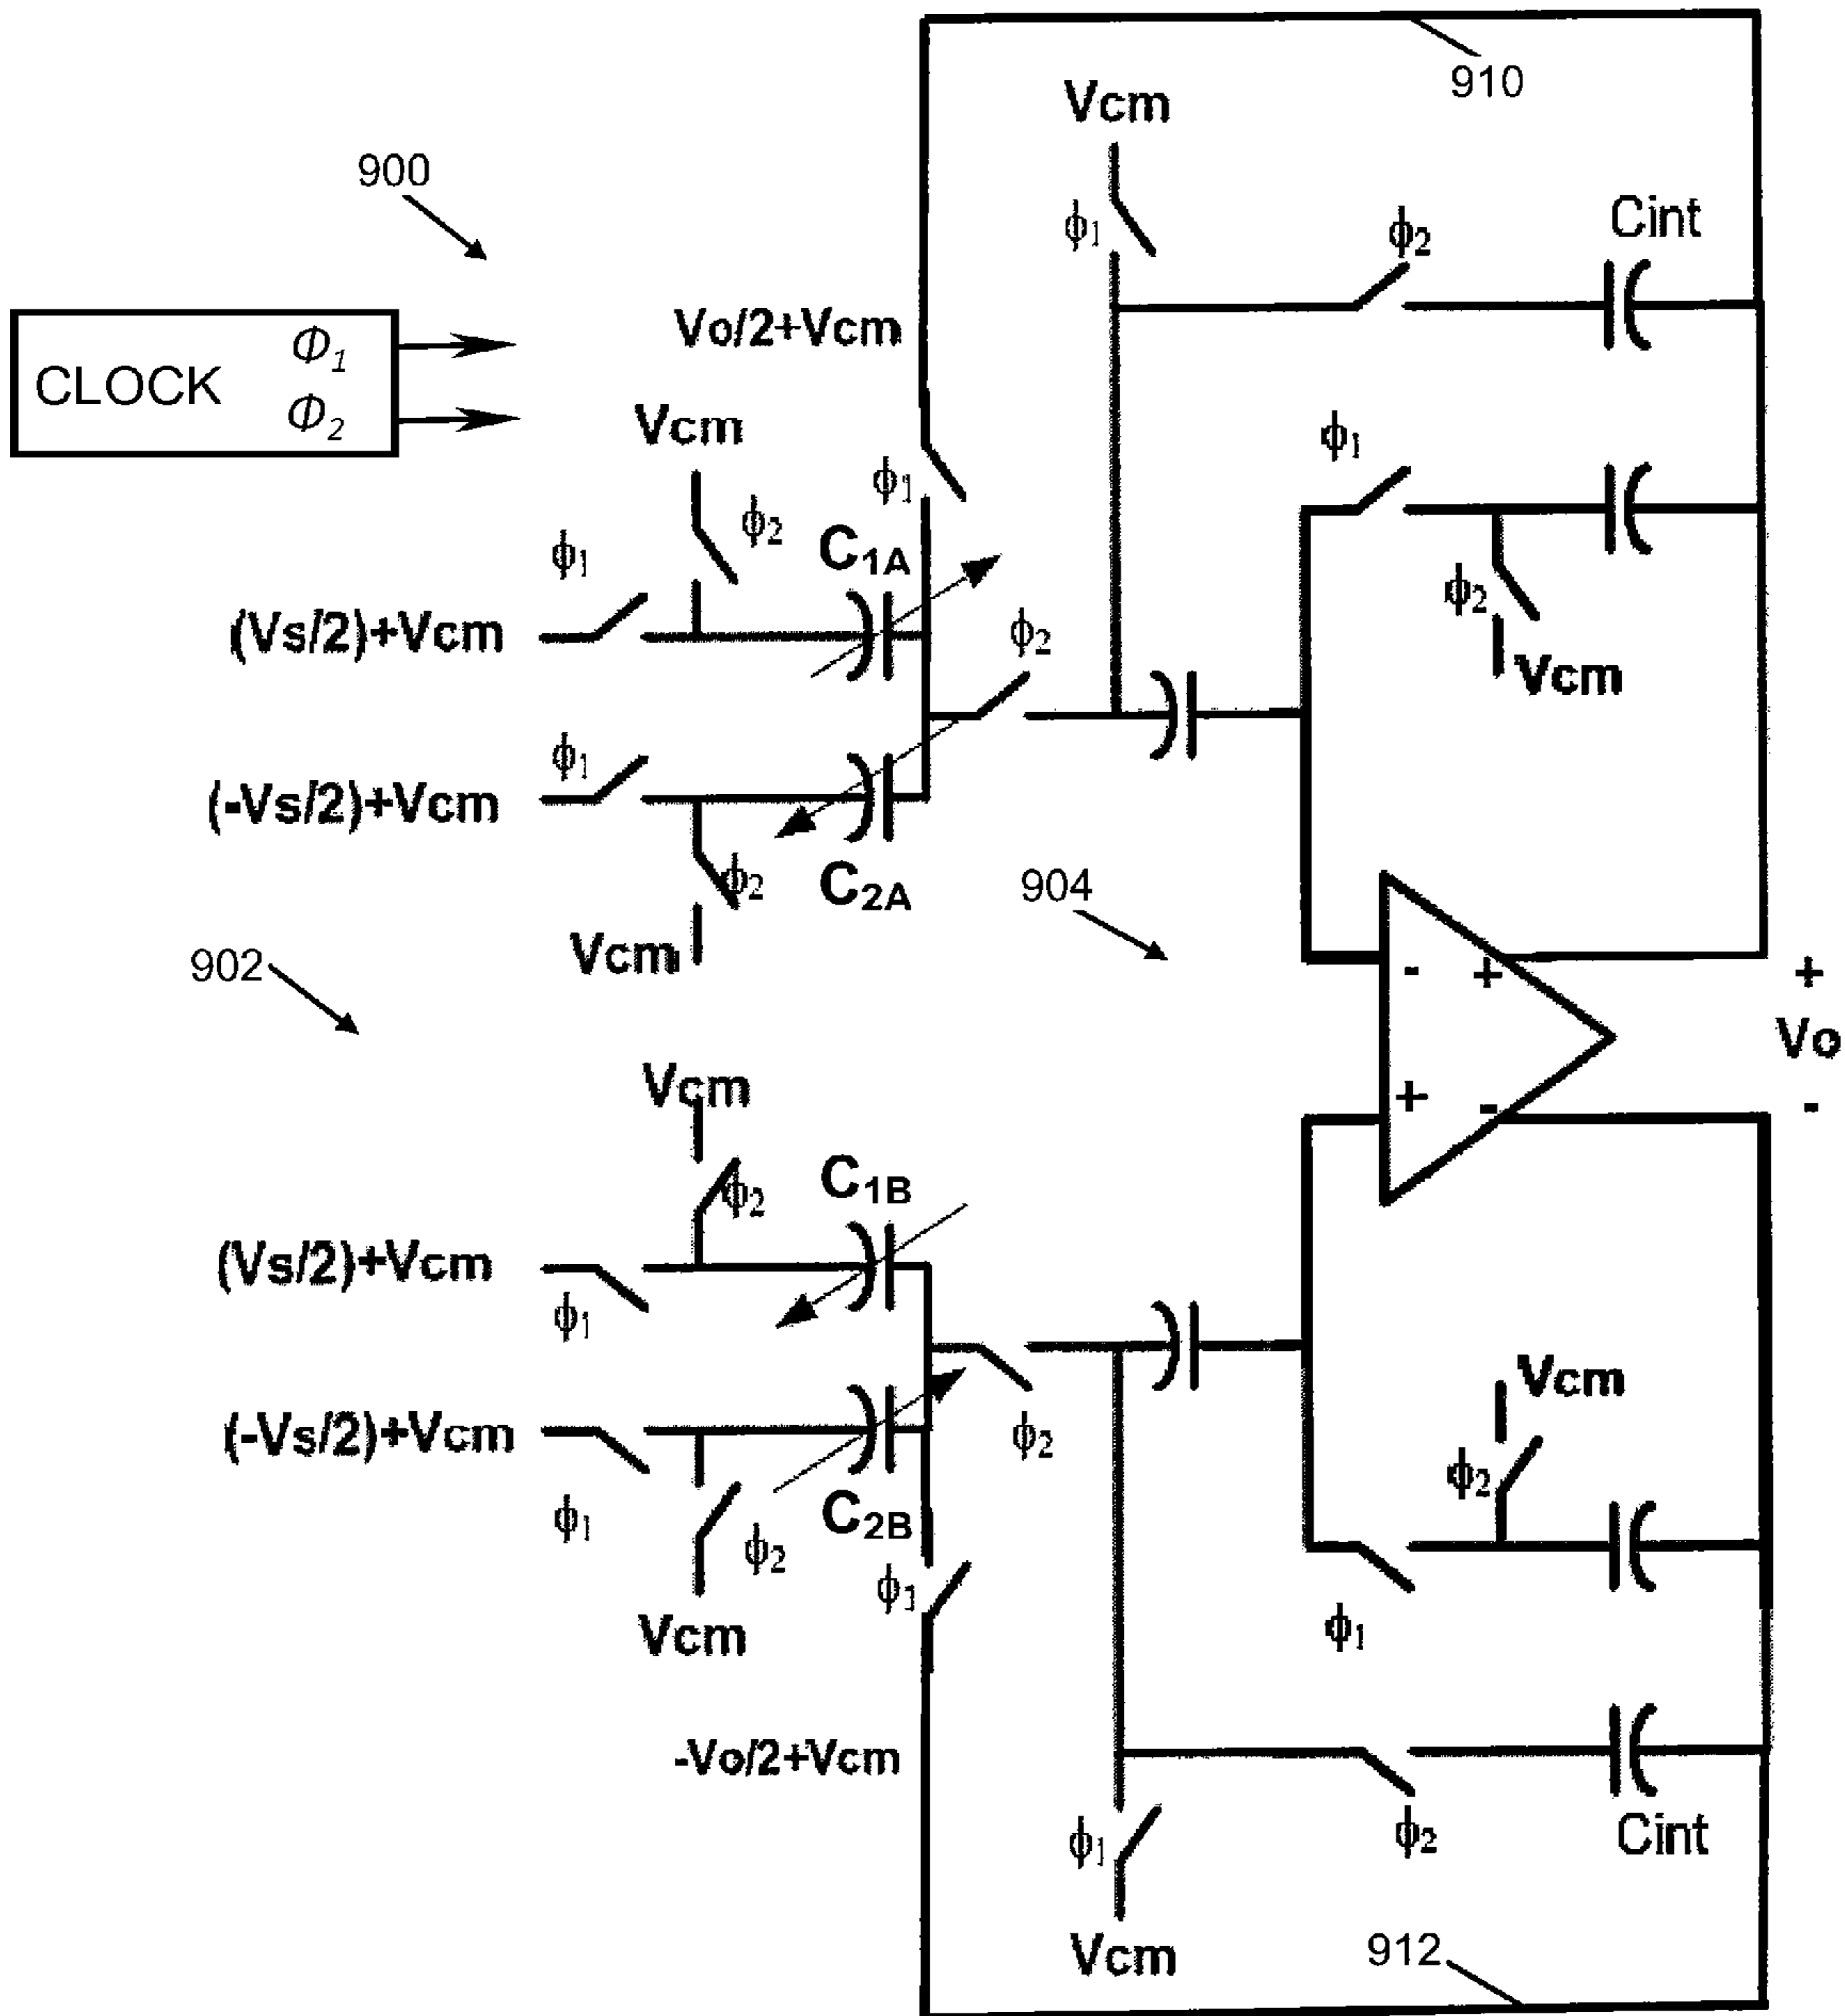 910
Vcm
900
ϕ₁
ϕ₂
Cint
Vo/2+Vcm
CLOCK
Φ₁
Φ₂
Vcm
ϕ₁
ϕ₁
ϕ₂
ϕ₁
C₁A
(Vs/2)+Vcm
ϕ₂
ϕ₂
Vcm
ϕ₁
(-Vs/2)+Vcm
ϕ₂
C₂A
904
Vcm
902
-
+
+
Vo
-
+
-
Vcm
ϕ₂
C₁B
(Vs/2)+Vcm
ϕ₁
Vcm
(-Vs/2)+Vcm
ϕ₂
ϕ₂
ϕ₁
ϕ₂
C₂B
ϕ₁
ϕ₁
Vcm
-Vo/2+Vcm
ϕ₁
ϕ₂
Cint
Vcm
912